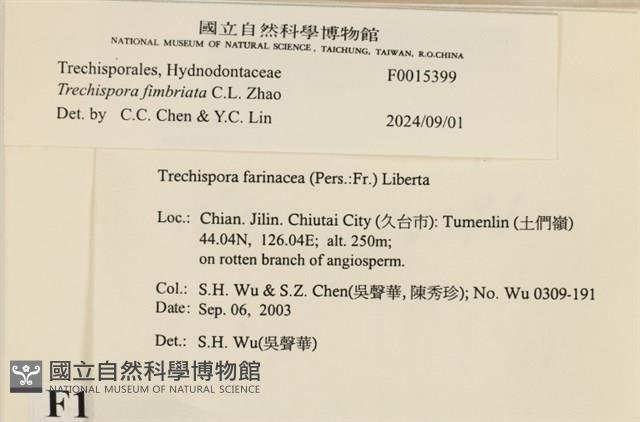 國立自然科學博物館
NATIONAL MUSEUM OF NATURAL SCIENCE, TAICHUNG, TAIWAN, R.O.CHINA
Trechisporales, Hydnodontaceae F0015399
Trechispora fimbriata C.L. Zhao
Det. by C.C. Chen & Y.C. Lin 2024/09/01
Trechispora farinacea (Pers.:Fr.) Liberta
Loc.: Chian. Jilin. Chiutai City (久台市): Tumenlin (土們嶺)
44.04N, 126.04E; alt. 250m;
on rotten branch of angiosperm.
Col.: S.H. Wu & S.Z. Chen(吳聲華, 陳秀珍); No. Wu 0309-191
Date: Sep. 06, 2003
Det.: S.H. Wu(吳聲華)
國立自然科學博物館
NATIONAL MUSEUM OF NATURAL SCIENCE
F1